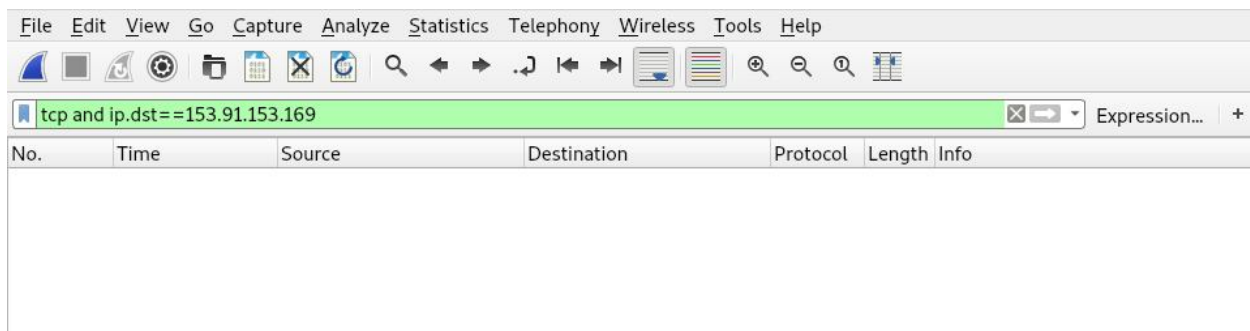 File Edit View Go Capture Analyze Statistics Telephony Wireless Tools Help
tcp and ip.dst==153.91.153.169 Expression... +
No. Time Source Destination Protocol Length Info